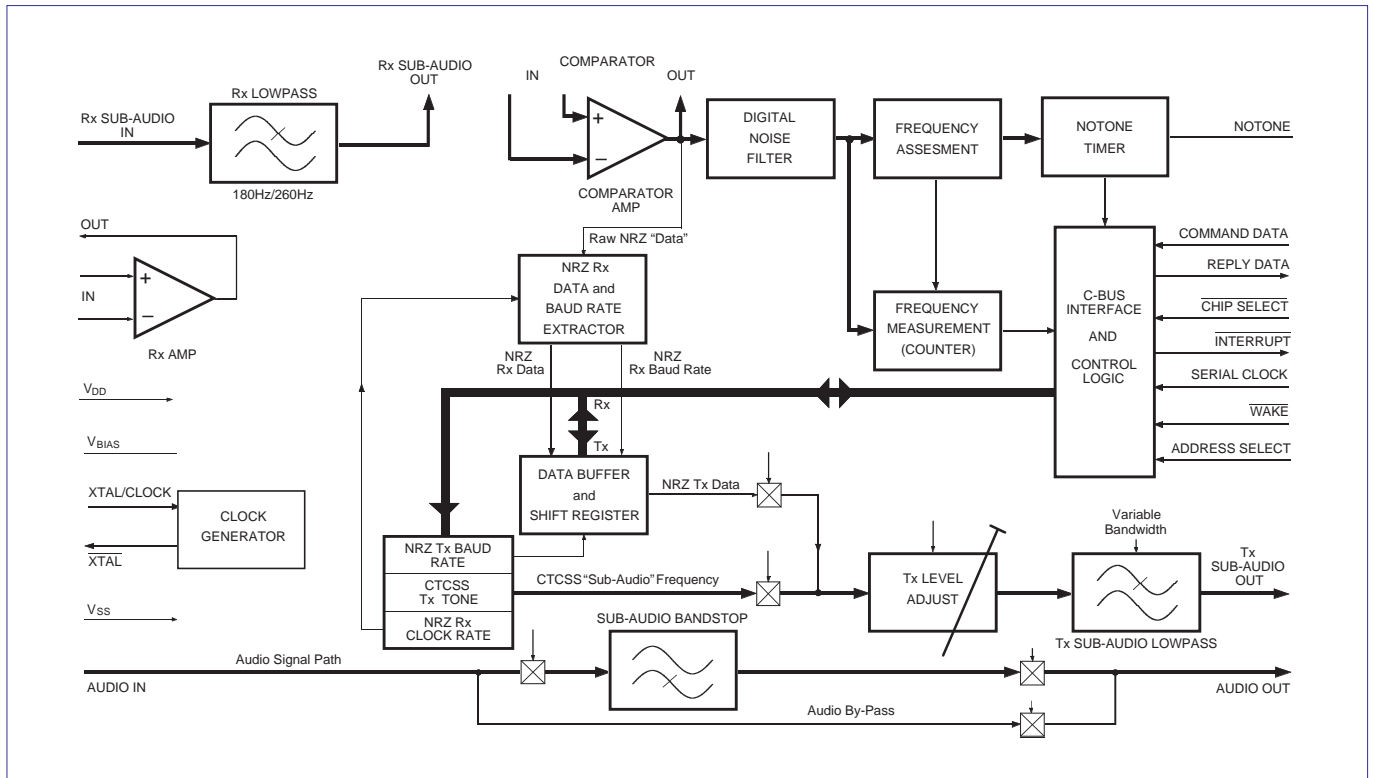 Rx SUB-AUDIO
OUT
Rx LOWPASS
Rx SUB-AUDIO
IN
180Hz/260Hz
COMPARATOR
IN
OUT
+
−
COMPARATOR
AMP
DIGITAL
NOISE
FILTER
FREQUENCY
ASSESMENT
NOTONE
TIMER
NOTONE
OUT
+
−
IN
Rx AMP
Raw NRZ "Data"
NRZ Rx
DATA and
BAUD RATE
EXTRACTOR
NRZ
Rx Data
NRZ
Rx Baud Rate
FREQUENCY
MEASUREMENT
(COUNTER)
C-BUS
INTERFACE
AND
CONTROL
LOGIC
COMMAND DATA
REPLY DATA
CHIP SELECT
INTERRUPT
SERIAL CLOCK
WAKE
ADDRESS SELECT
VDD
VBIAS
XTAL/CLOCK
XTAL
CLOCK
GENERATOR
VSS
Rx
Tx
DATA BUFFER
and
SHIFT REGISTER
NRZ Tx Data
NRZ Tx BAUD
RATE
CTCSS
Tx TONE
NRZ Rx
CLOCK RATE
CTCSS "Sub-Audio" Frequency
Tx LEVEL
ADJUST
Variable
Bandwidth
Tx
SUB-AUDIO
OUT
Tx SUB-AUDIO LOWPASS
SUB-AUDIO BANDSTOP
Audio Signal Path
AUDIO IN
Audio By-Pass
AUDIO OUT